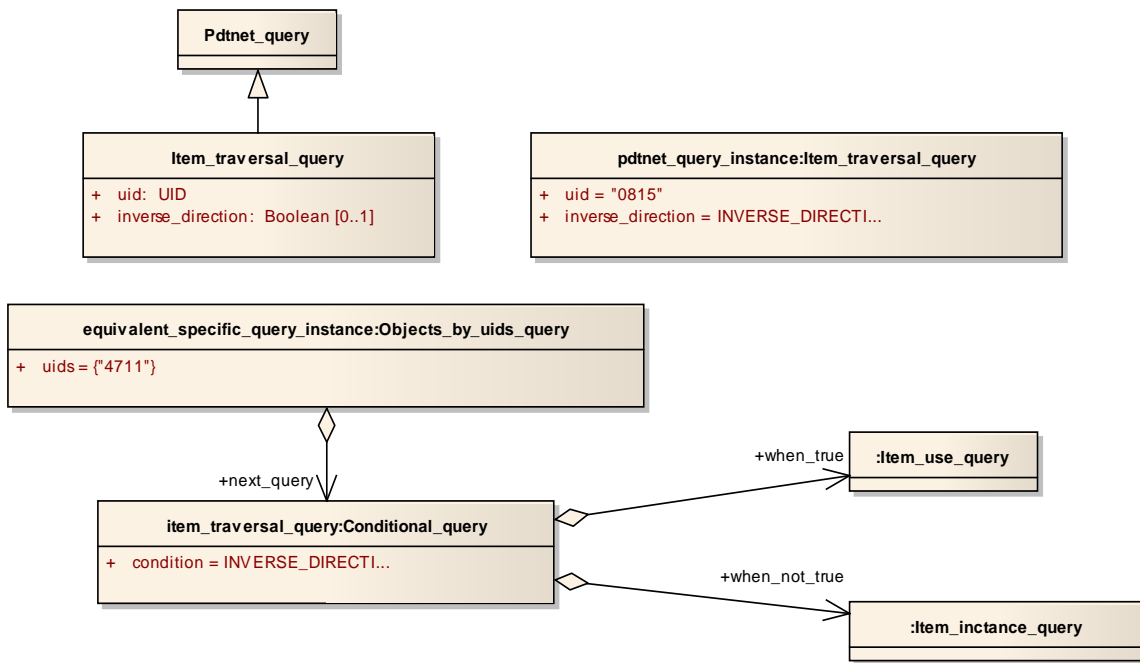 Pdtnet_query
Item_traversal_query
+ uid: UID
+ inverse_direction: Boolean [0..1]
pdtnet_query_instance:Item_traversal_query
+ uid = "0815"
+ inverse_direction = INVERSE_DIRECTI...
equivalent_specific_query_instance:Objects_by_uids_query
+ uids = {"4711"}
+next_query
item_traversal_query:Conditional_query
+ condition = INVERSE_DIRECTI...
+when_true
:Item_use_query
+when_not_true
:Item_inctance_query